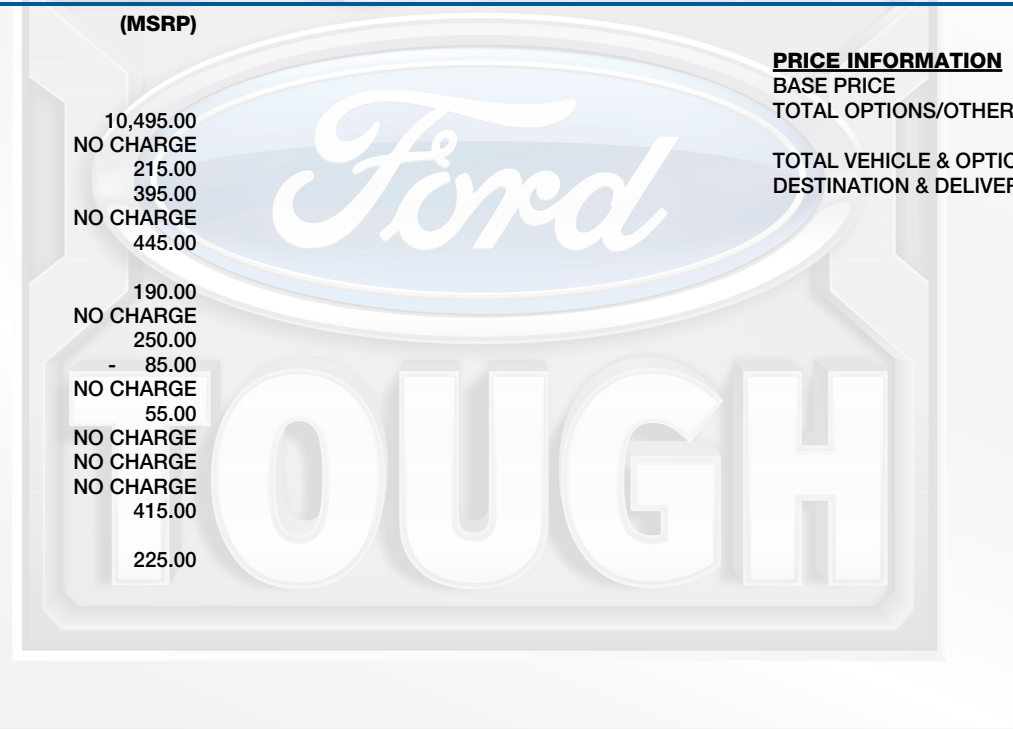 (MSRP)
10,495.00
NO CHARGE
215.00
395.00
NO CHARGE
445.00
190.00
NO CHARGE
250.00
- 85.00
NO CHARGE
55.00
NO CHARGE
NO CHARGE
NO CHARGE
415.00
225.00
PRICE INFORMATION
BASE PRICE
TOTAL OPTIONS/OTHER
TOTAL VEHICLE & OPTIO
DESTINATION & DELIVER
Ford
TOUGH